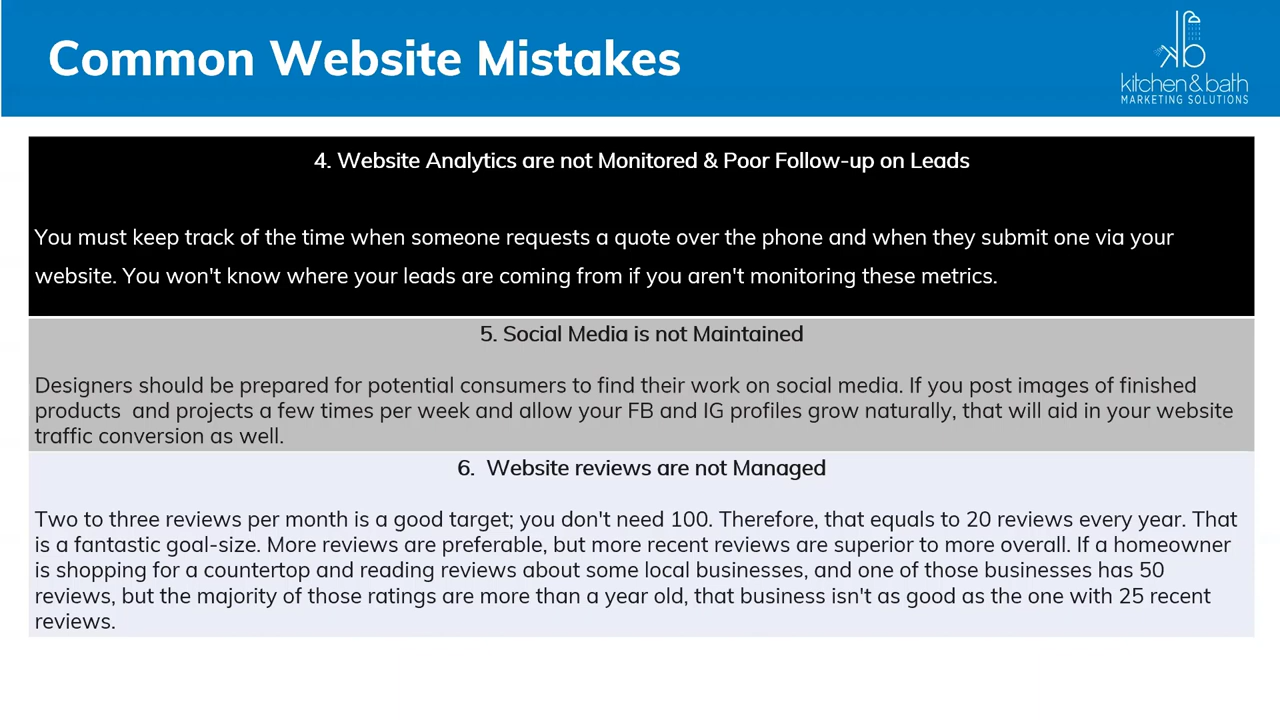 Common Website Mistakes
kb
kitchen&bath
MARKETING SOLUTIONS
4. Website Analytics are not Monitored & Poor Follow-up on Leads
You must keep track of the time when someone requests a quote over the phone and when they submit one via your
website. You won't know where your leads are coming from if you aren't monitoring these metrics.
5. Social Media is not Maintained
Designers should be prepared for potential consumers to find their work on social media. If you post images of finished
products  and projects a few times per week and allow your FB and IG profiles grow naturally, that will aid in your website
traffic conversion as well.
6.  Website reviews are not Managed
Two to three reviews per month is a good target; you don't need 100. Therefore, that equals to 20 reviews every year. That
is a fantastic goal-size. More reviews are preferable, but more recent reviews are superior to more overall. If a homeowner
is shopping for a countertop and reading reviews about some local businesses, and one of those businesses has 50
reviews, but the majority of those ratings are more than a year old, that business isn't as good as the one with 25 recent
reviews.